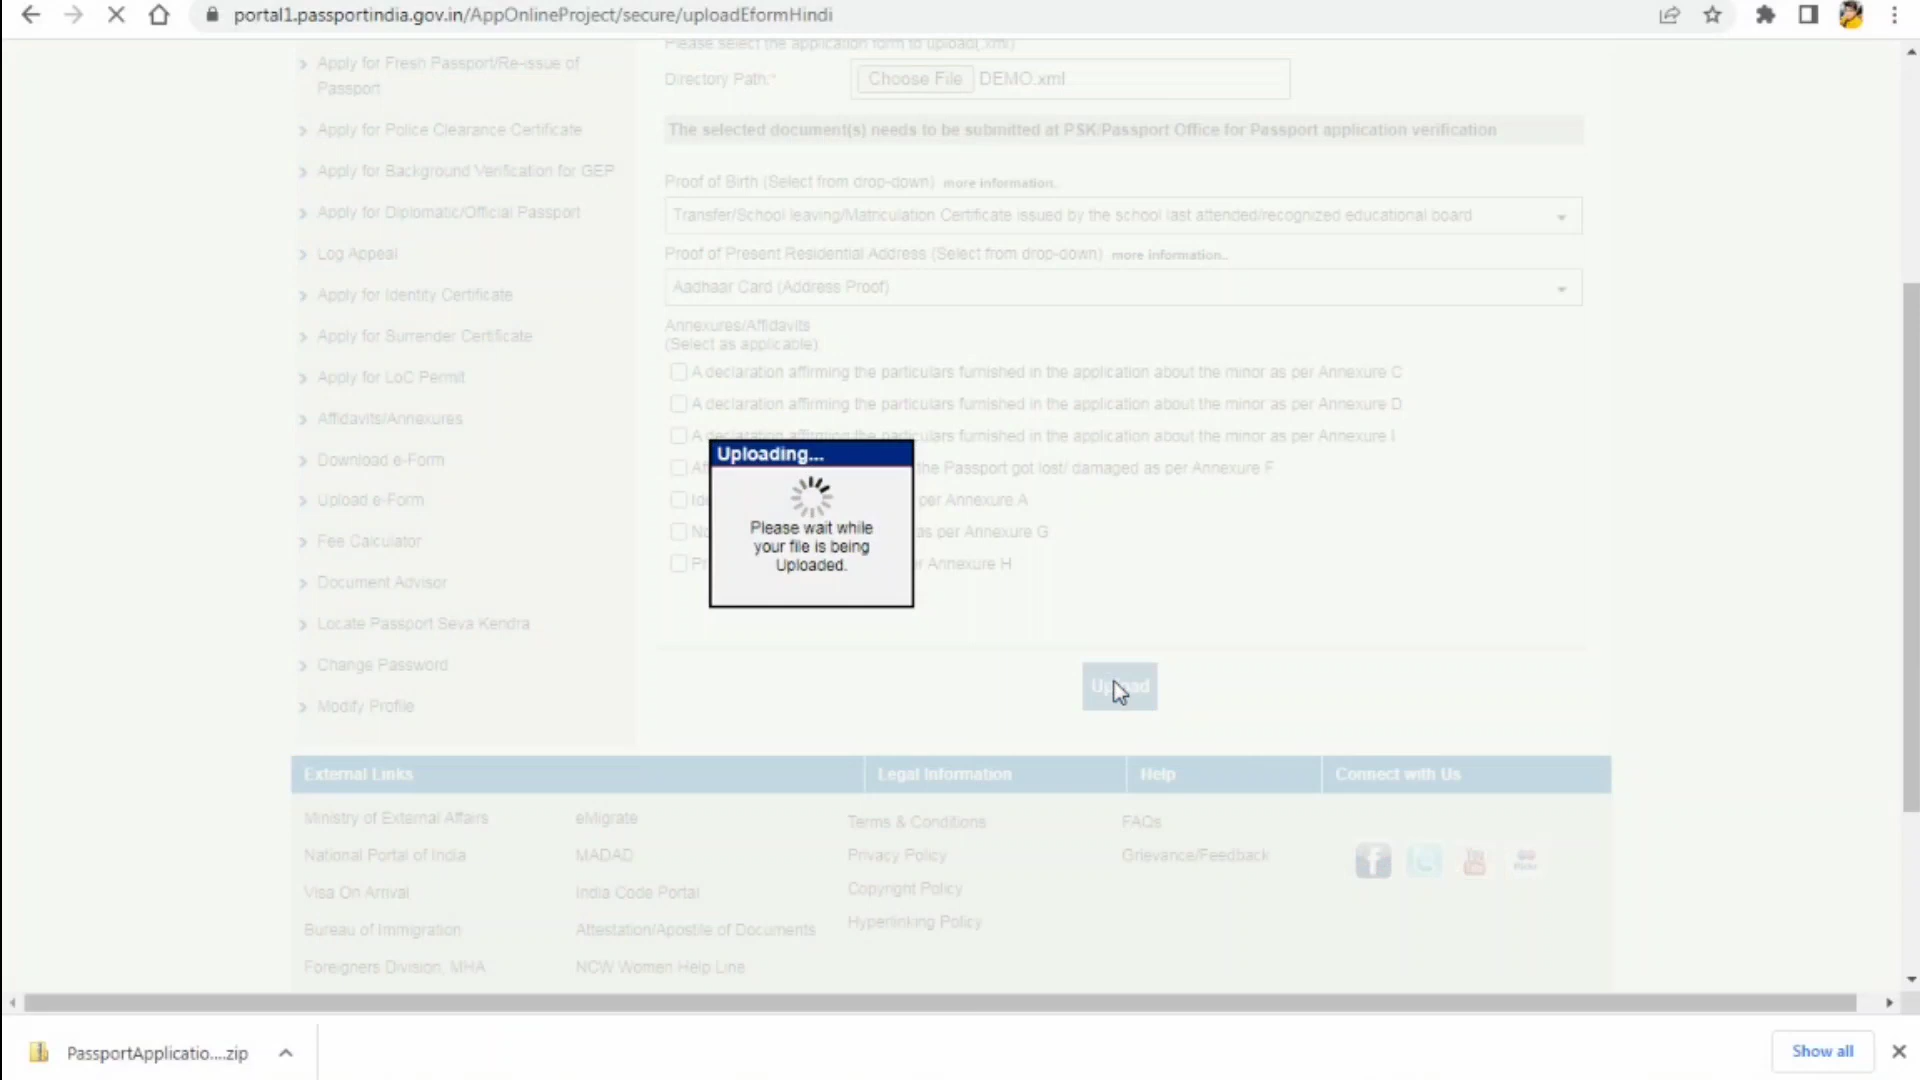 portal1.passportindia.gov.in/AppOnlineProject/secure/uploadEformHindi
Please select the application form to upload(.xml)
Apply for Fresh Passport/Re-issue of
Passport
Apply for Police Clearance Certificate
Apply for Background Verification for GEP
Apply for Diplomatic/Official Passport
Log Appeal
Apply for Identity Certificate
Apply for Surrender Certificate
Apply for LoC Permit
Affidavits/Annexures
Download e-Form
Upload e-Form
Fee Calculator
Document Advisor
Locate Passport Seva Kendra
Change Password
Modify Profile
Directory Path:* Choose File DEMO.xml
The selected document(s) needs to be submitted at PSK/Passport Office for Passport application verification
Proof of Birth (Select from drop-down) more information..
Transfer/School leaving/Matriculation Certificate issued by the school last attended/recognized educational board
Proof of Present Residential Address (Select from drop-down) more information..
Aadhaar Card (Address Proof)
Annexures/Affidavits
(Select as applicable):
A declaration affirming the particulars furnished in the application about the minor as per Annexure C
A declaration affirming the particulars furnished in the application about the minor as per Annexure D
A declaration affirming the particulars furnished in the application about the minor as per Annexure I
the Passport got lost/ damaged as per Annexure F
per Annexure A
as per Annexure G
Annexure H
Uploading...
Please wait while
your file is being
Uploaded.
Upload
External Links Legal Information Help Connect with Us
Ministry of External Affairs eMigrate Terms & Conditions FAQs
National Portal of India MADAD Privacy Policy Grievance/Feedback
Visa On Arrival India Code Portal Copyright Policy
Bureau of Immigration Attestation/Apostile of Documents Hyperlinking Policy
Foreigners Division, MHA NCW Women Help Line
PassportApplicatio....zip Show all